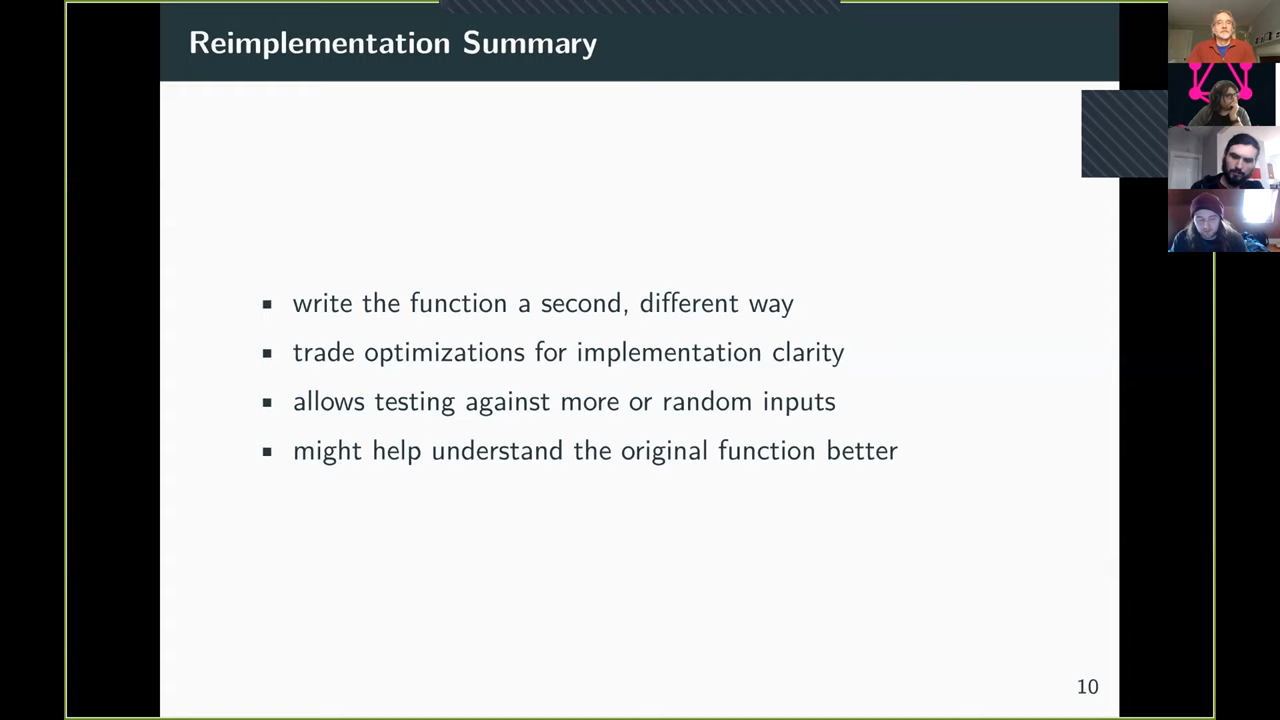 Reimplementation Summary
write the function a second, different way
trade optimizations for implementation clarity
allows testing against more or random inputs
might help understand the original function better
10